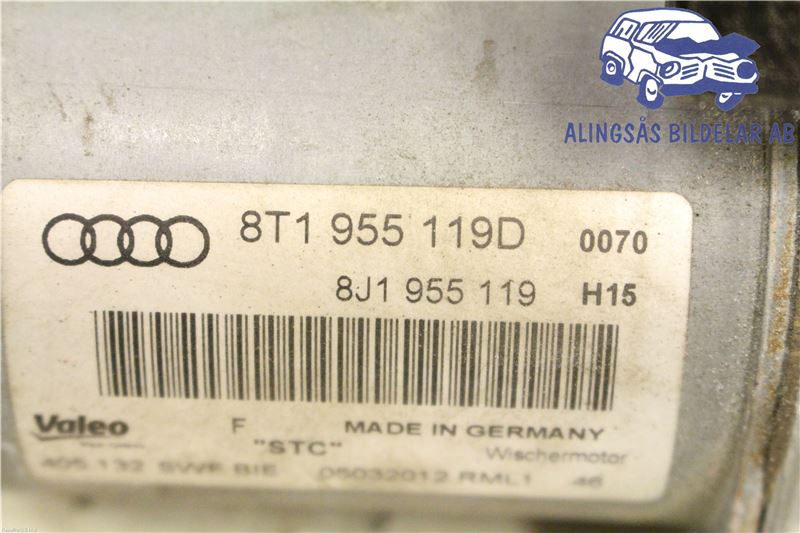 ALINGSÅS BILDELAR AB
8T1 955 119D 0070
8J1 955 119 H15
Valeo F MADE IN GERMANY
"STC" Wischermotor
405.132 SWF BIE 05032012 RML1 46